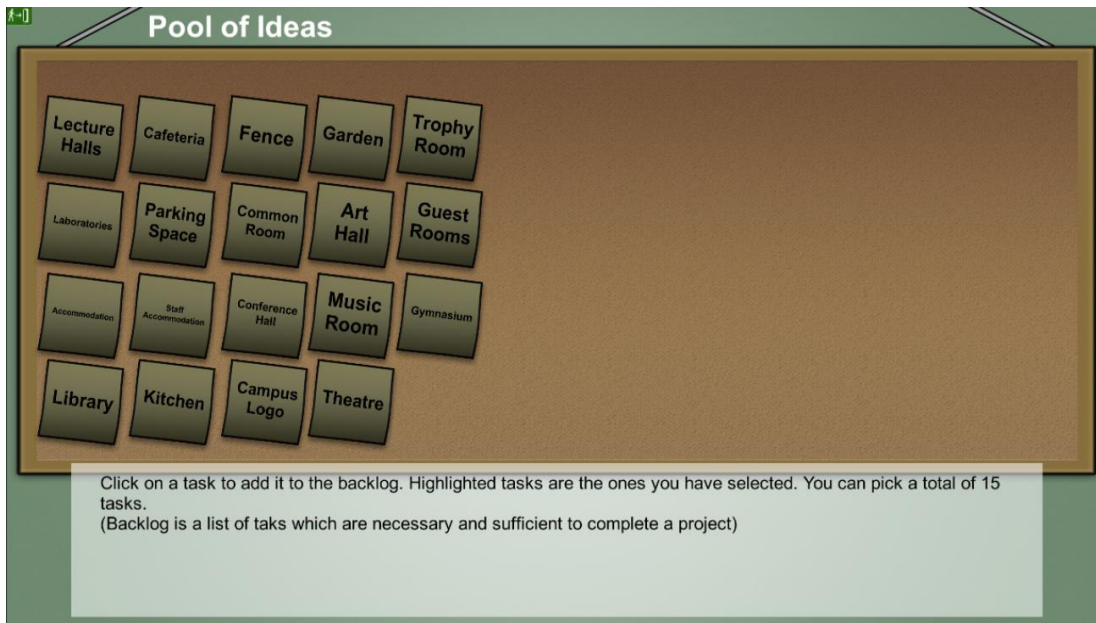 Pool of Ideas
Lecture
Halls
Cafeteria
Fence
Garden
Trophy
Room
Laboratories
Parking
Space
Common
Room
Art
Hall
Guest
Rooms
Accommodation
Staff
Accommodation
Conference
Hall
Music
Room
Gymnasium
Library
Kitchen
Campus
Logo
Theatre
Click on a task to add it to the backlog. Highlighted tasks are the ones you have selected. You can pick a total of 15
tasks.
(Backlog is a list of taks which are necessary and sufficient to complete a project)